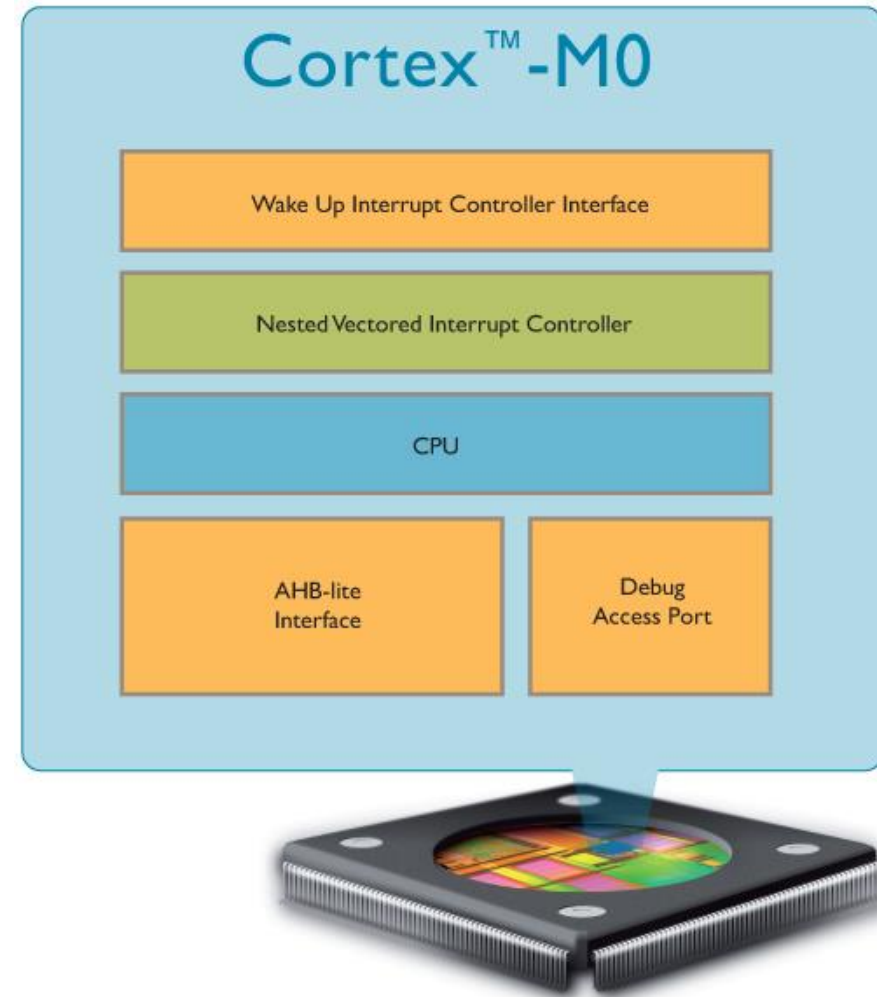 Cortex™-M0
Wake Up Interrupt Controller Interface
Nested Vectored Interrupt Controller
CPU
AHB-lite
Interface
Debug
Access Port